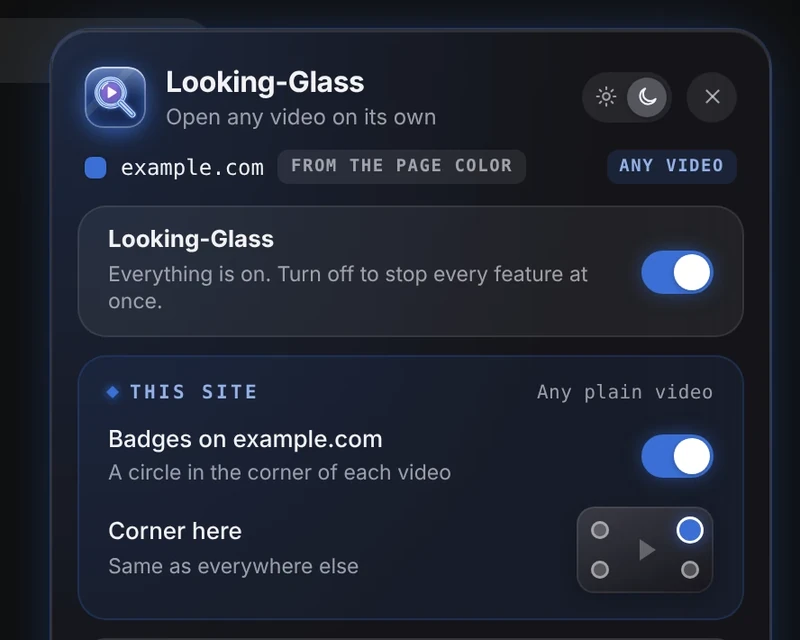 Looking-Glass
Open any video on its own
example.com FROM THE PAGE COLOR ANY VIDEO
Looking-Glass
Everything is on. Turn off to stop every feature at
once.
THIS SITE Any plain video
Badges on example.com
A circle in the corner of each video
Corner here
Same as everywhere else